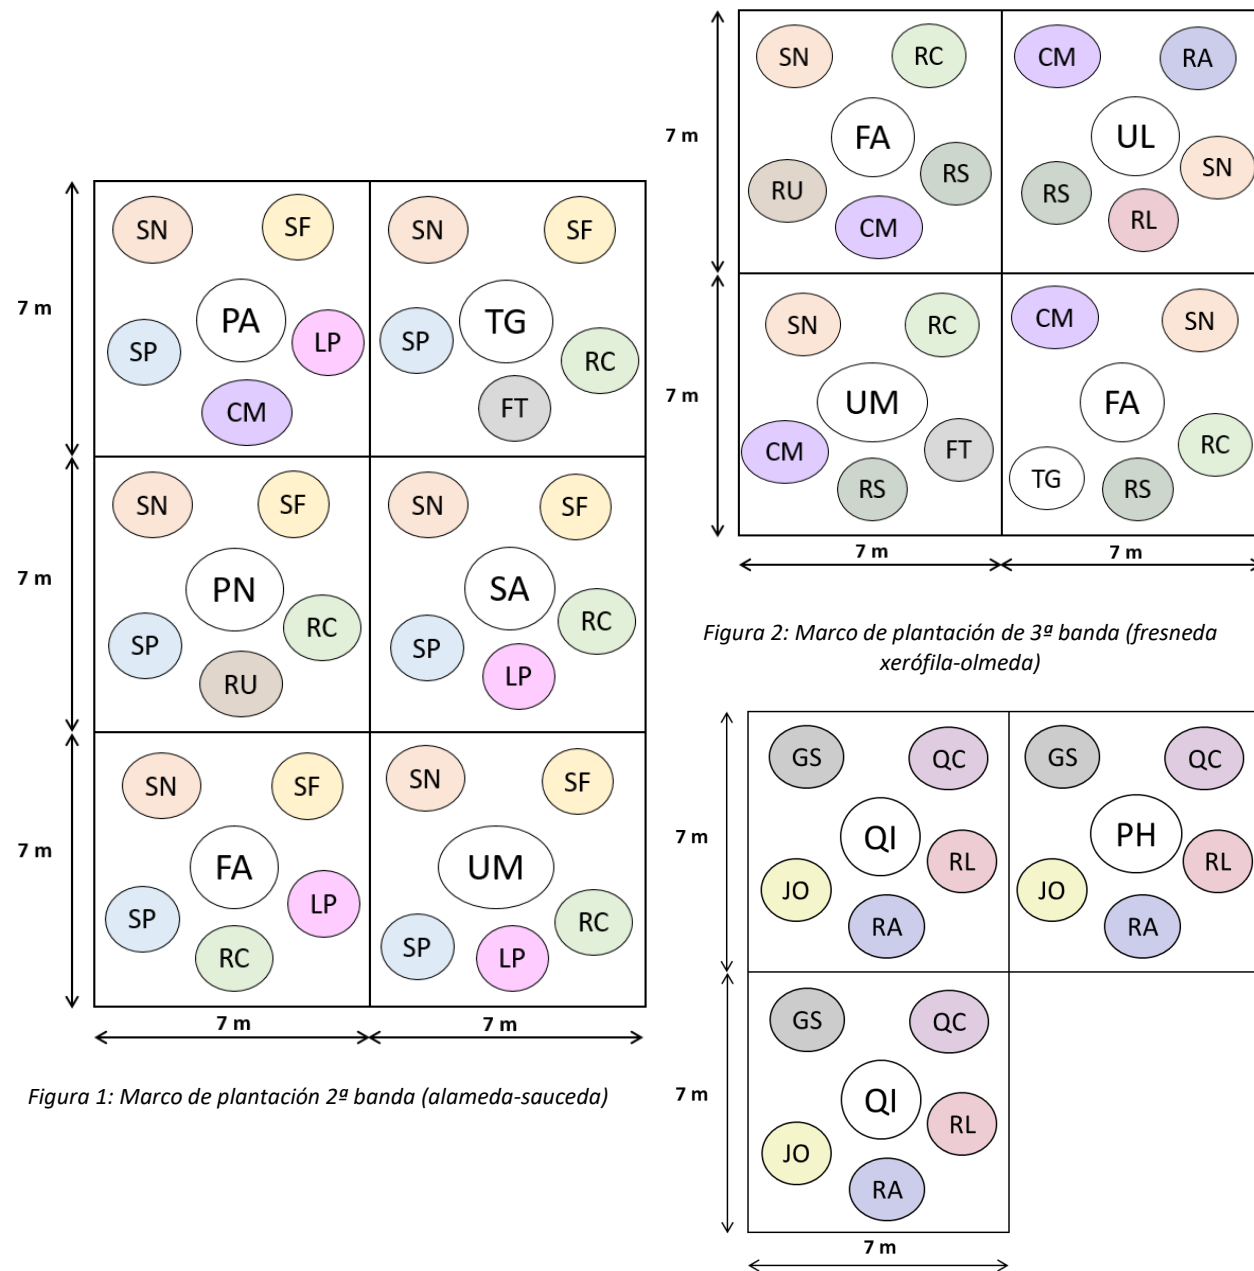 SN
SF
SN
SF
7 m
PA
TG
SP
LP
SP
RC
CM
FT
SN
SF
SN
SF
7 m
PN
SA
SP
RC
SP
RC
RU
LP
SN
SF
SN
SF
7 m
FA
UM
SP
LP
SP
RC
RC
LP
7 m
7 m
Figura 1: Marco de plantación 2ª banda (alameda-sauceda)
SN
RC
CM
RA
7 m
FA
UL
RU
RS
RS
SN
CM
RL
SN
RC
CM
SN
7 m
UM
FA
CM
FT
TG
RC
RS
RS
7 m
7 m
Figura 2: Marco de plantación de 3ª banda (fresneda
xerófila-olmeda)
GS
QC
GS
QC
7 m
QI
PH
JO
RL
JO
RL
RA
RA
GS
QC
7 m
QI
JO
RL
RA
7 m